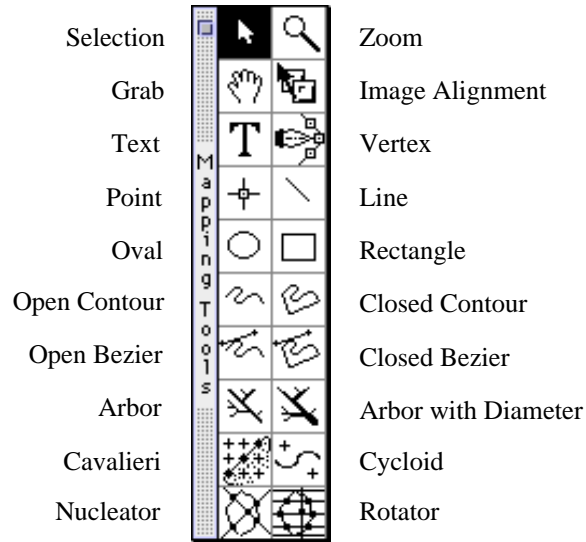 Selection Zoom
Grab Image Alignment
Text T Vertex
Mapping Tools
Point Line
Oval Rectangle
Open Contour Closed Contour
Open Bezier Closed Bezier
Arbor Arbor with Diameter
Cavalieri Cycloid
Nucleator Rotator